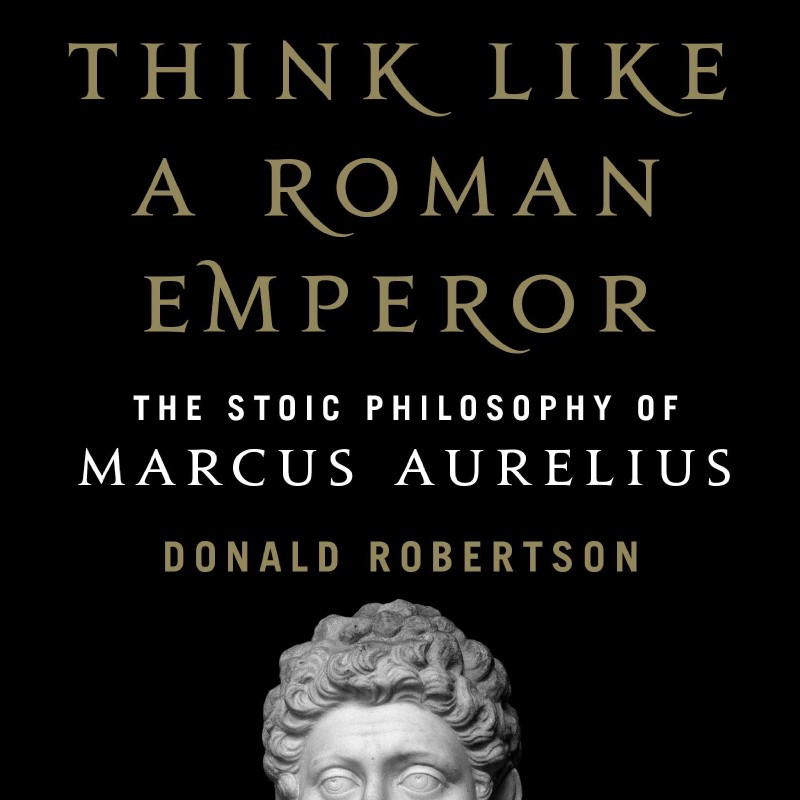 THINK LIKE
A ROMAN
EMPEROR
THE STOIC PHILOSOPHY OF
MARCUS AURELIUS
DONALD ROBERTSON